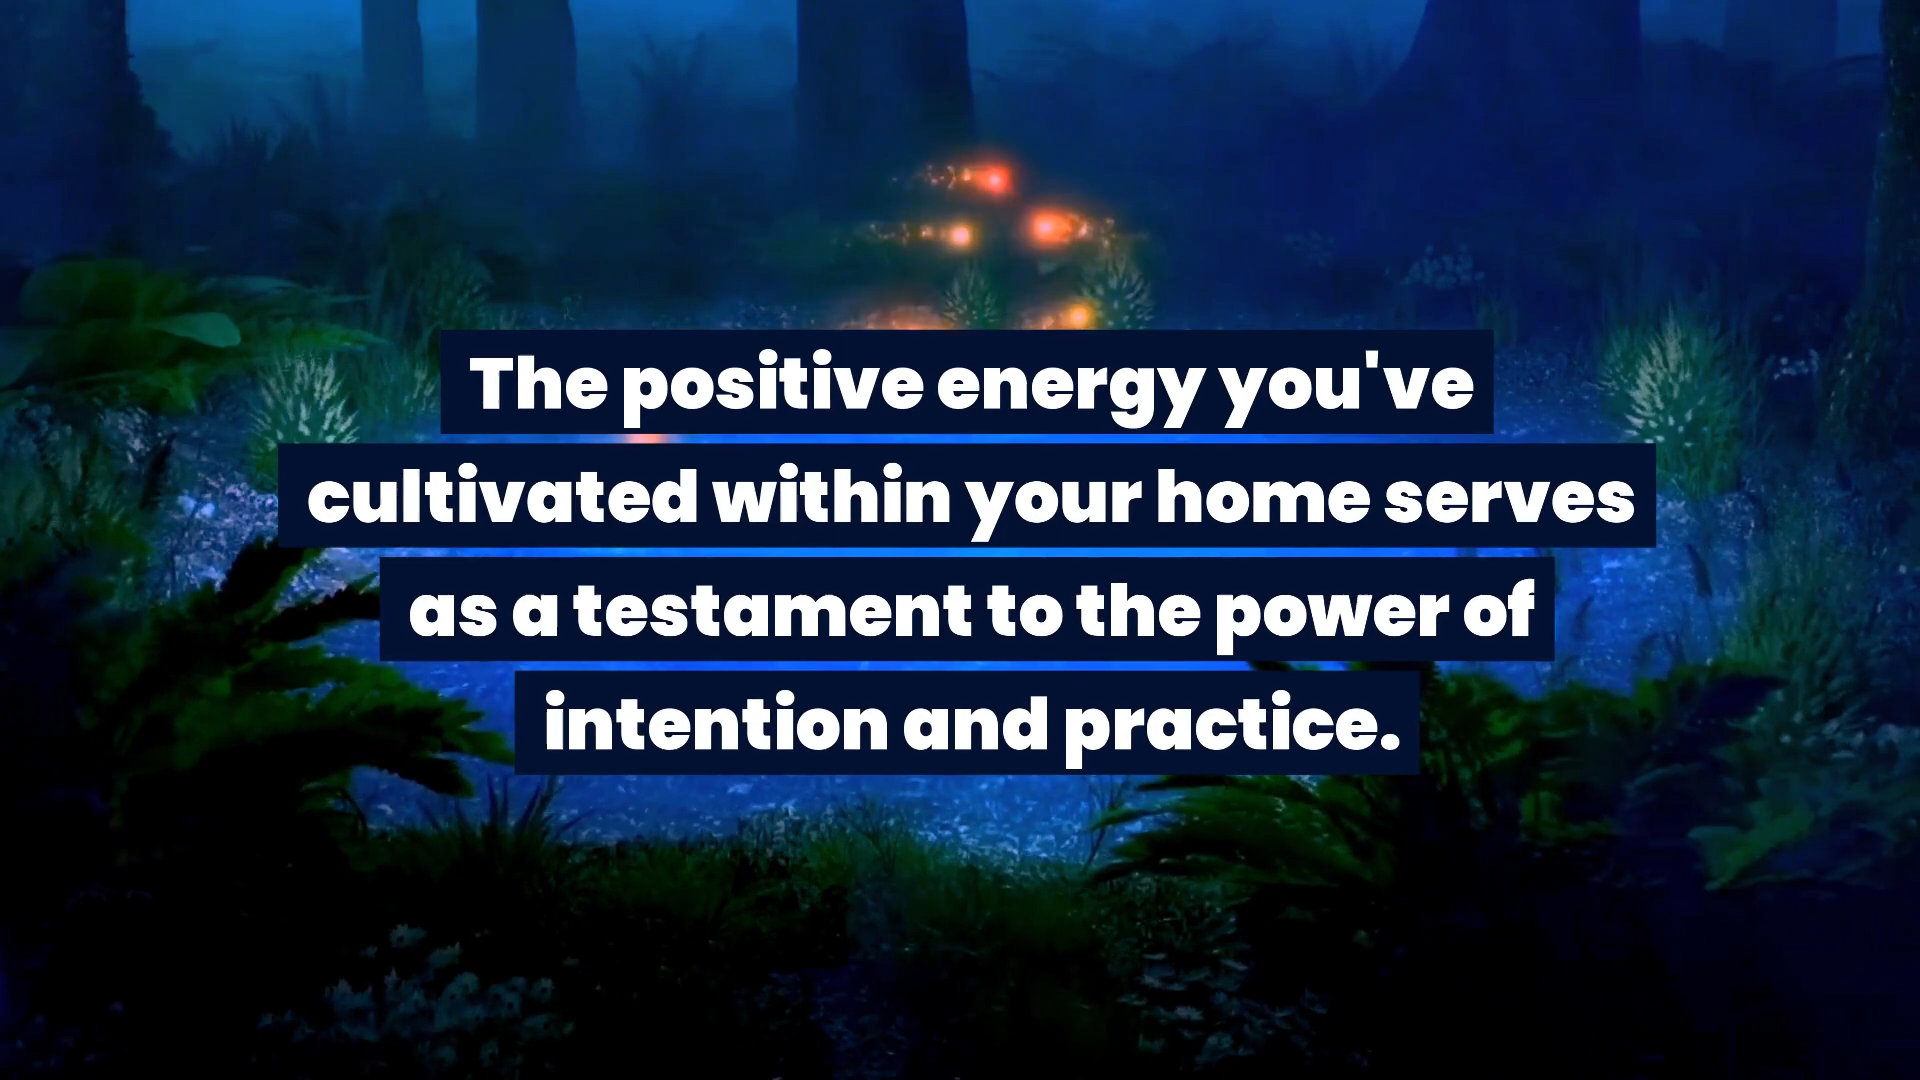 The positive energy you've
cultivated within your home serves
as a testament to the power of
intention and practice.